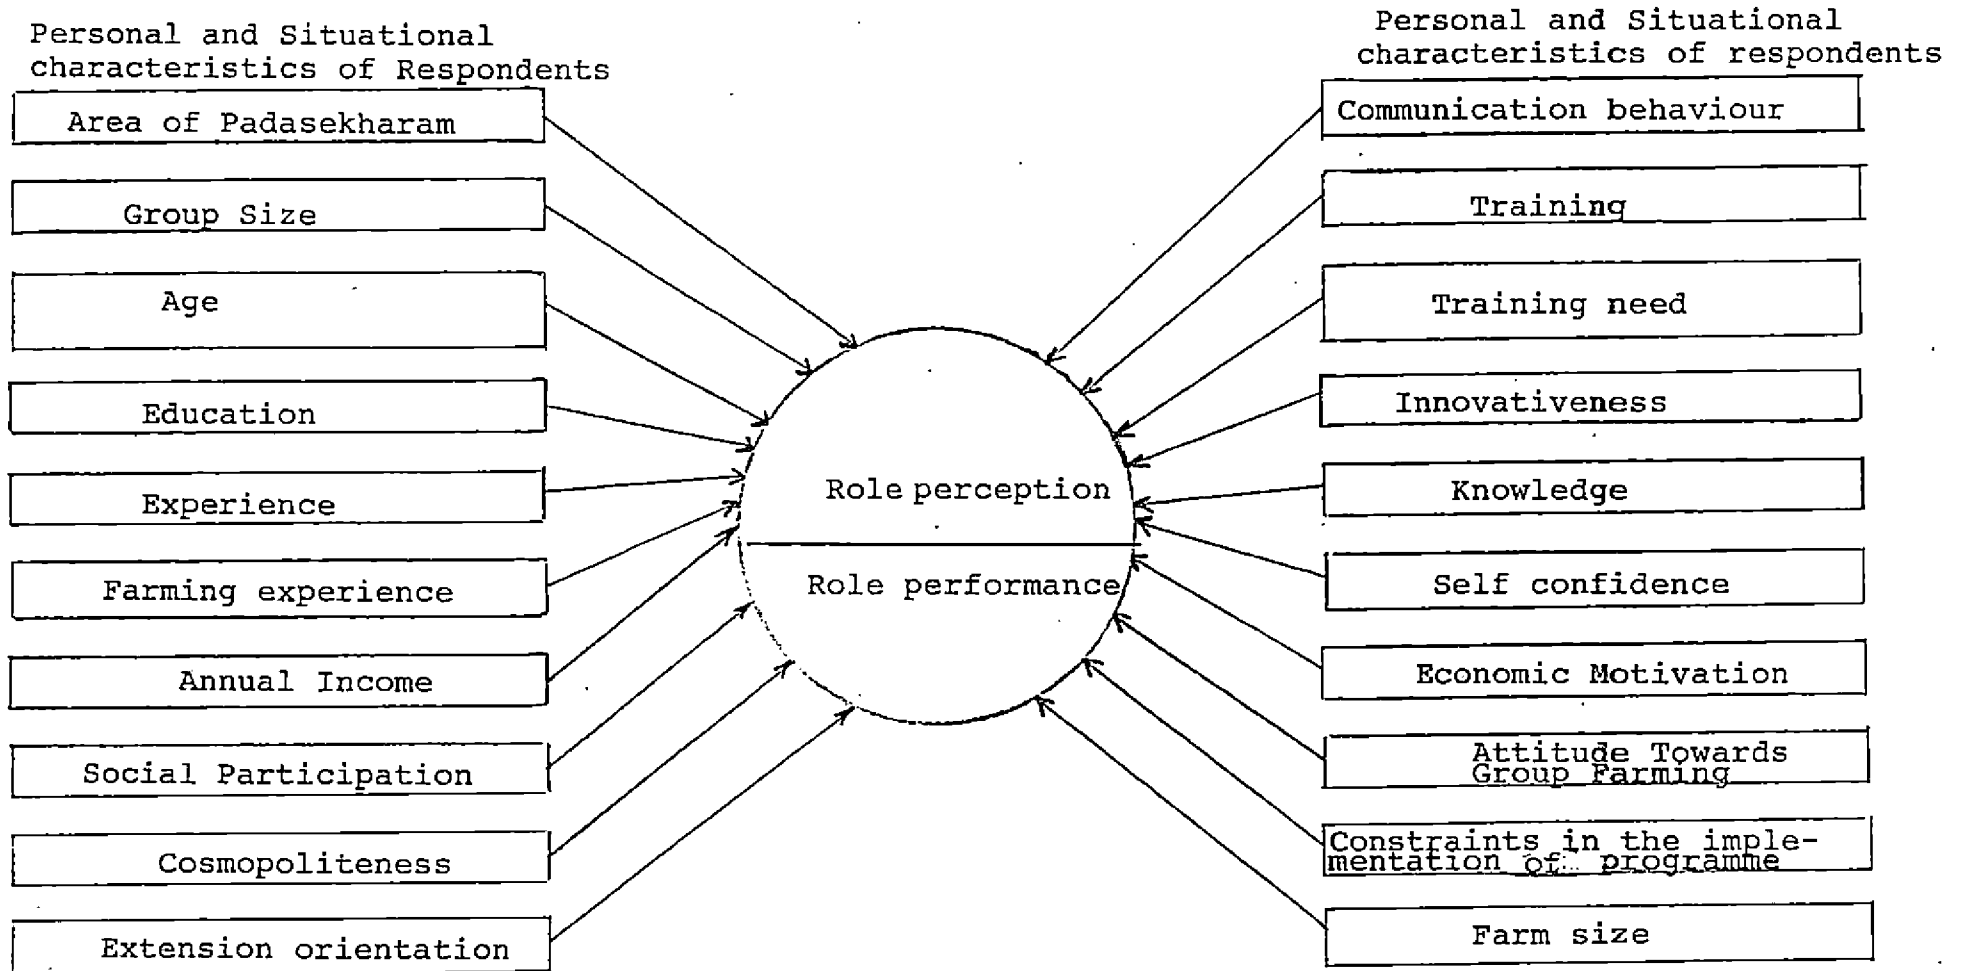 Personal and Situational
characteristics of Respondents
Area of Padasekharam
Group Size
Age
Education
Experience
Farming experience
Annual Income
Social Participation
Cosmopoliteness
Extension orientation
Role perception
Role performance
Personal and Situational
characteristics of respondents
Communication behaviour
Training
Training need
Innovativeness
Knowledge
Self confidence
Economic Motivation
Attitude Towards
Group Farming
Constraints in the imple-
mentation of programme
Farm size